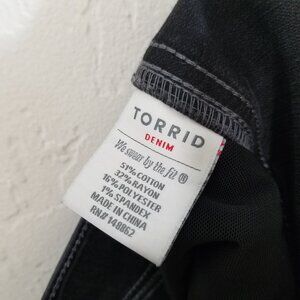 TORRID
DENIM
We swear by the fit ®
51% COTTON
32% RAYON
16% POLYESTER
1% SPANDEX
MADE IN CHINA
RN# 148862